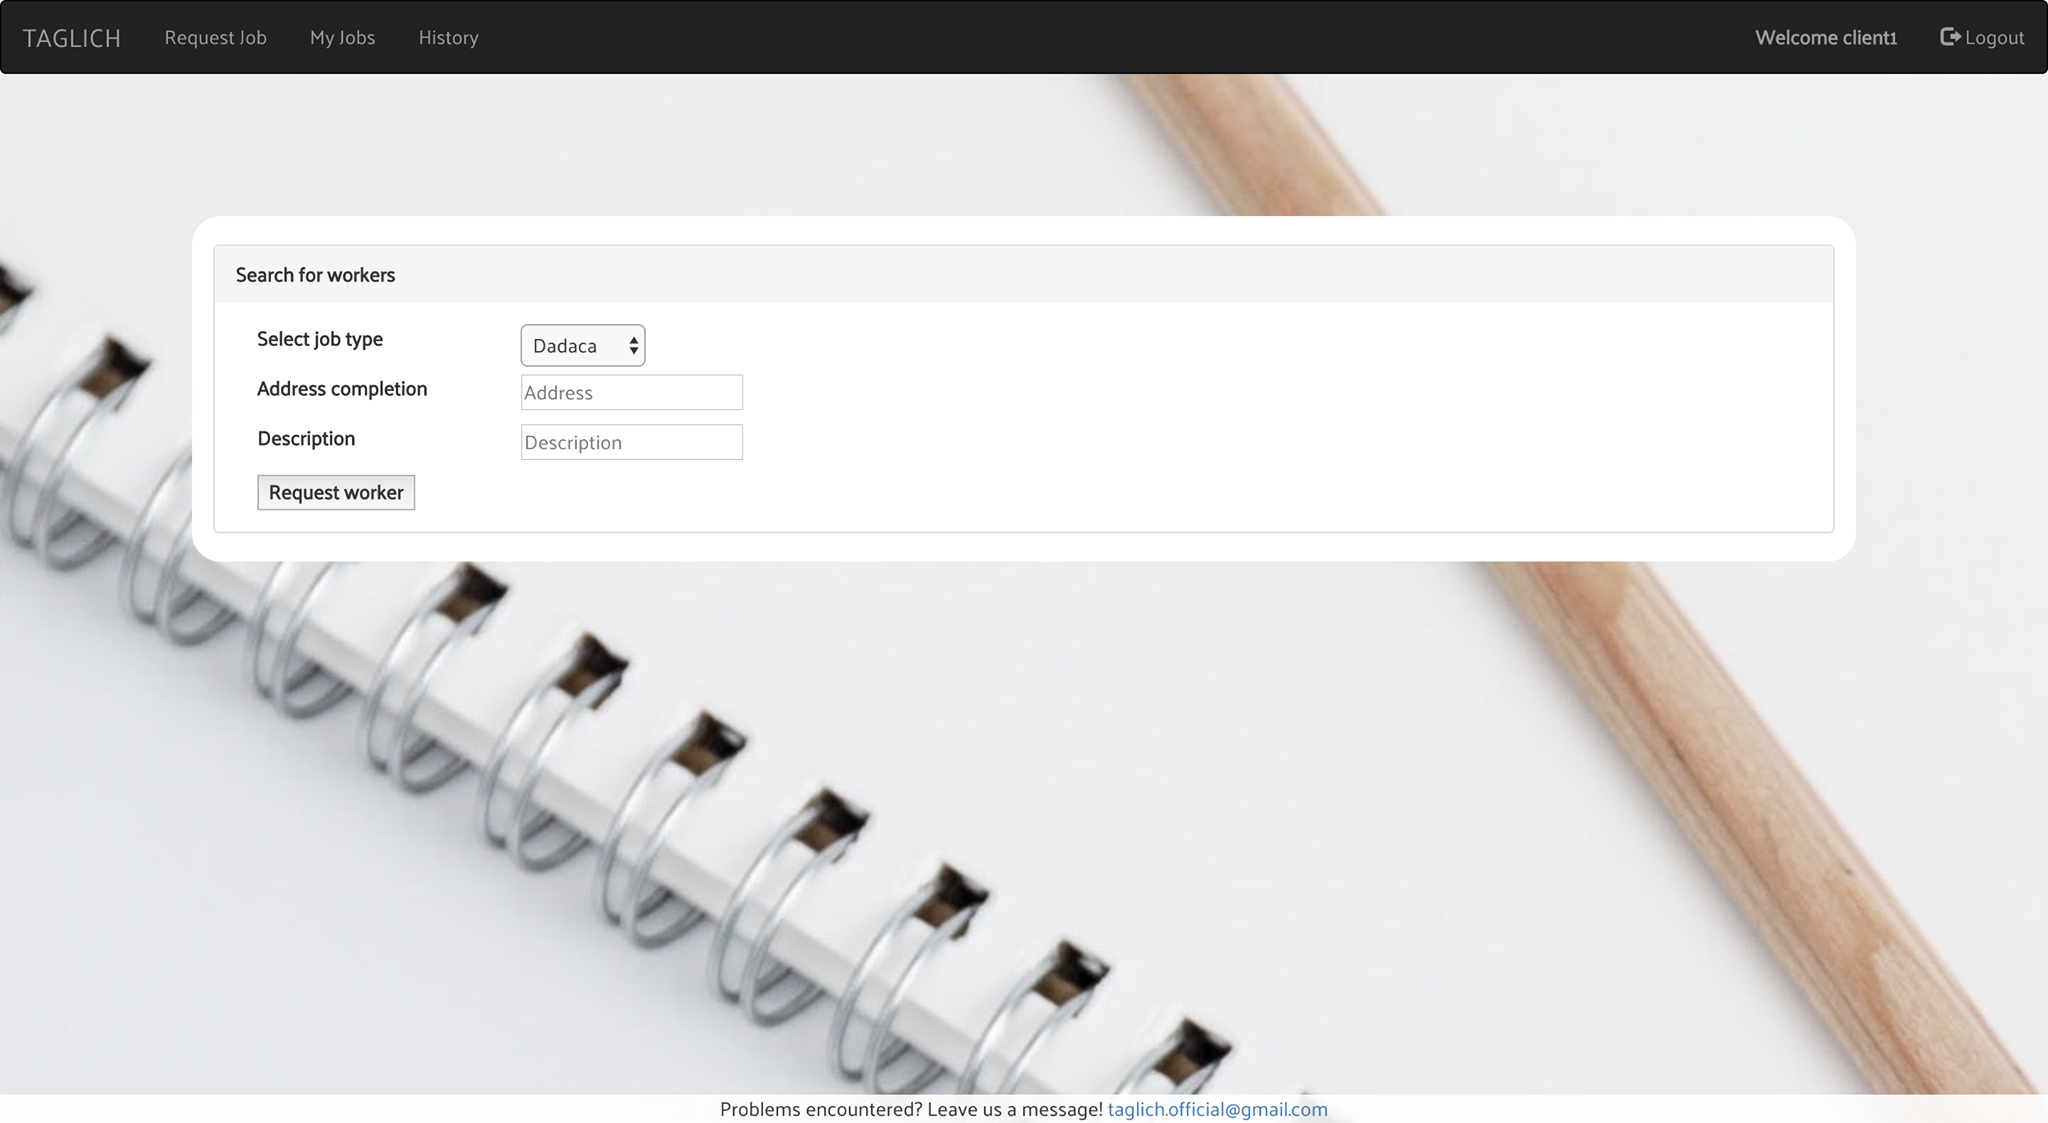 TAGLICH Request Job My Jobs History Welcome client1 Logout
Search for workers
Select job type Dadaca
Address completion Address
Description Description
Request worker
Problems encountered? Leave us a message! taglich.official@gmail.com